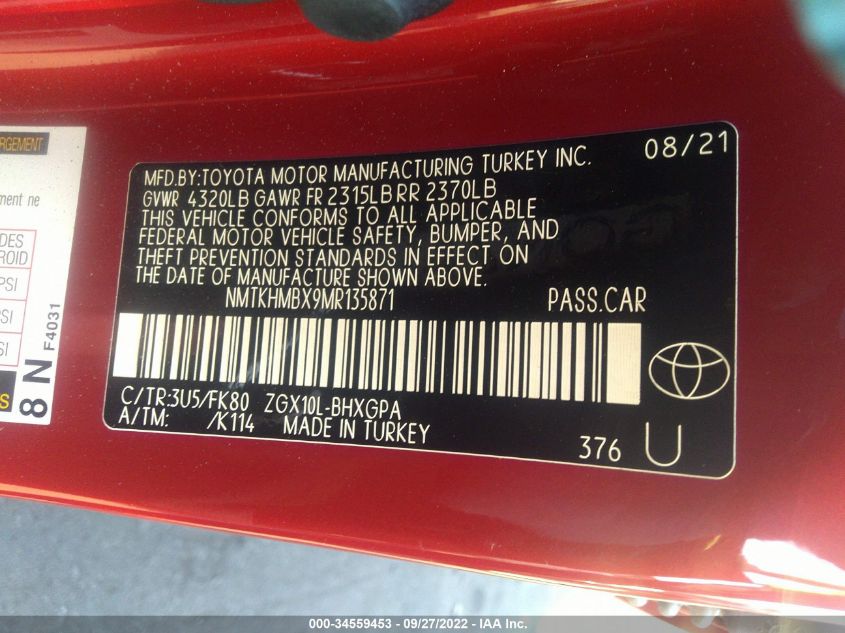 RGEMENT
ment ne
DES
ROID
PSI
PSI
SI
S
8 N
F4031
MFD.BY:TOYOTA MOTOR MANUFACTURING TURKEY INC. 08/21
GVWR 4320LB GAWR FR 2315LB RR 2370LB
THIS VEHICLE CONFORMS TO ALL APPLICABLE
FEDERAL MOTOR VEHICLE SAFETY, BUMPER, AND
THEFT PREVENTION STANDARDS IN EFFECT ON
THE DATE OF MANUFACTURE SHOWN ABOVE.
NMTKHMBX9MR135871 PASS.CAR
C/TR:3U5/FK80 ZGX10L-BHXGPA
A/TM: /K114 MADE IN TURKEY
376 U
000-34559453 - 09/27/2022 - IAA Inc.